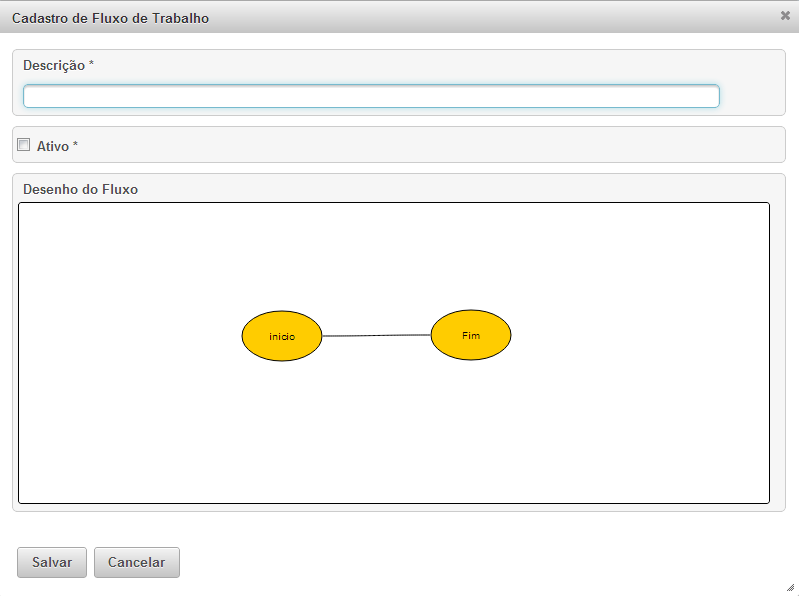 Cadastro de Fluxo de Trabalho
Descrição *
Ativo *
Desenho do Fluxo
inicio
Fim
Salvar
Cancelar